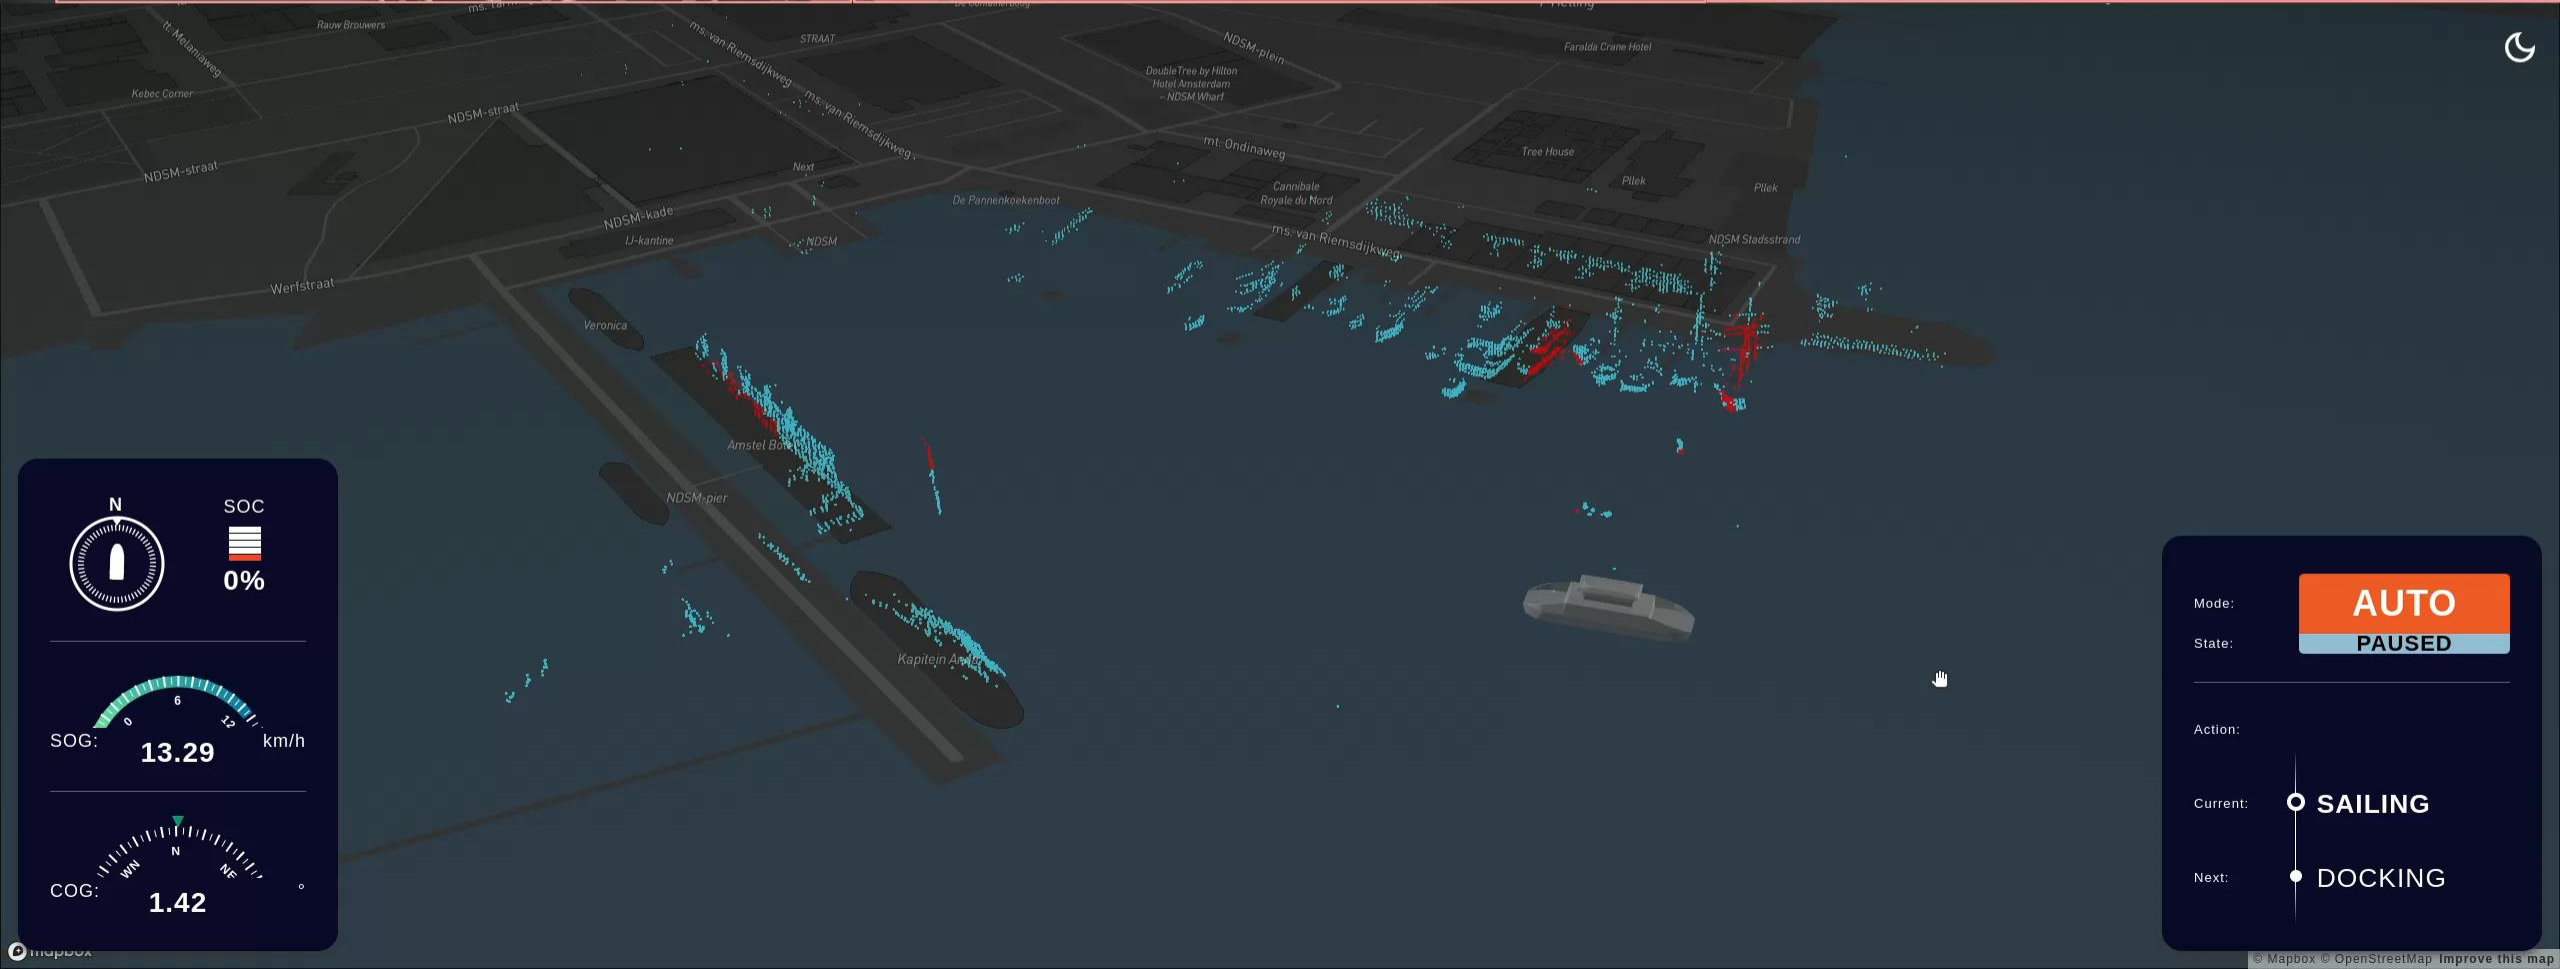 Rauw Brouwers
tt. Melaniaweg
Kebec Corner
NDSM-straat
NDSM-straat
ms. van Riemsdijkweg
STRAAT
ms. van Riemsdijkweg
NDSM-plein
DoubleTree by Hilton
Hotel Amsterdam
– NDSM Wharf
Faralda Crane Hotel
mt. Ondinaweg
Tree House
Next
Pllek
Pllek
Cannibale
Royale du Nord
De Pannenkoekenboot
NDSM-kade
IJ-kantine
NDSM
ms. van Riemsdijkweg
NDSM Stadsstrand
Werfstraat
Veronica
Amstel
NDSM-pier
Kapitein
N
SOC
0%
0
6
12
SOG:
13.29
km/h
WN
N
NE
COG:
1.42
°
Mode:
AUTO
State:
PAUSED
Action:
Current:
SAILING
Next:
DOCKING
mapbox
© Mapbox © OpenStreetMap Improve this map